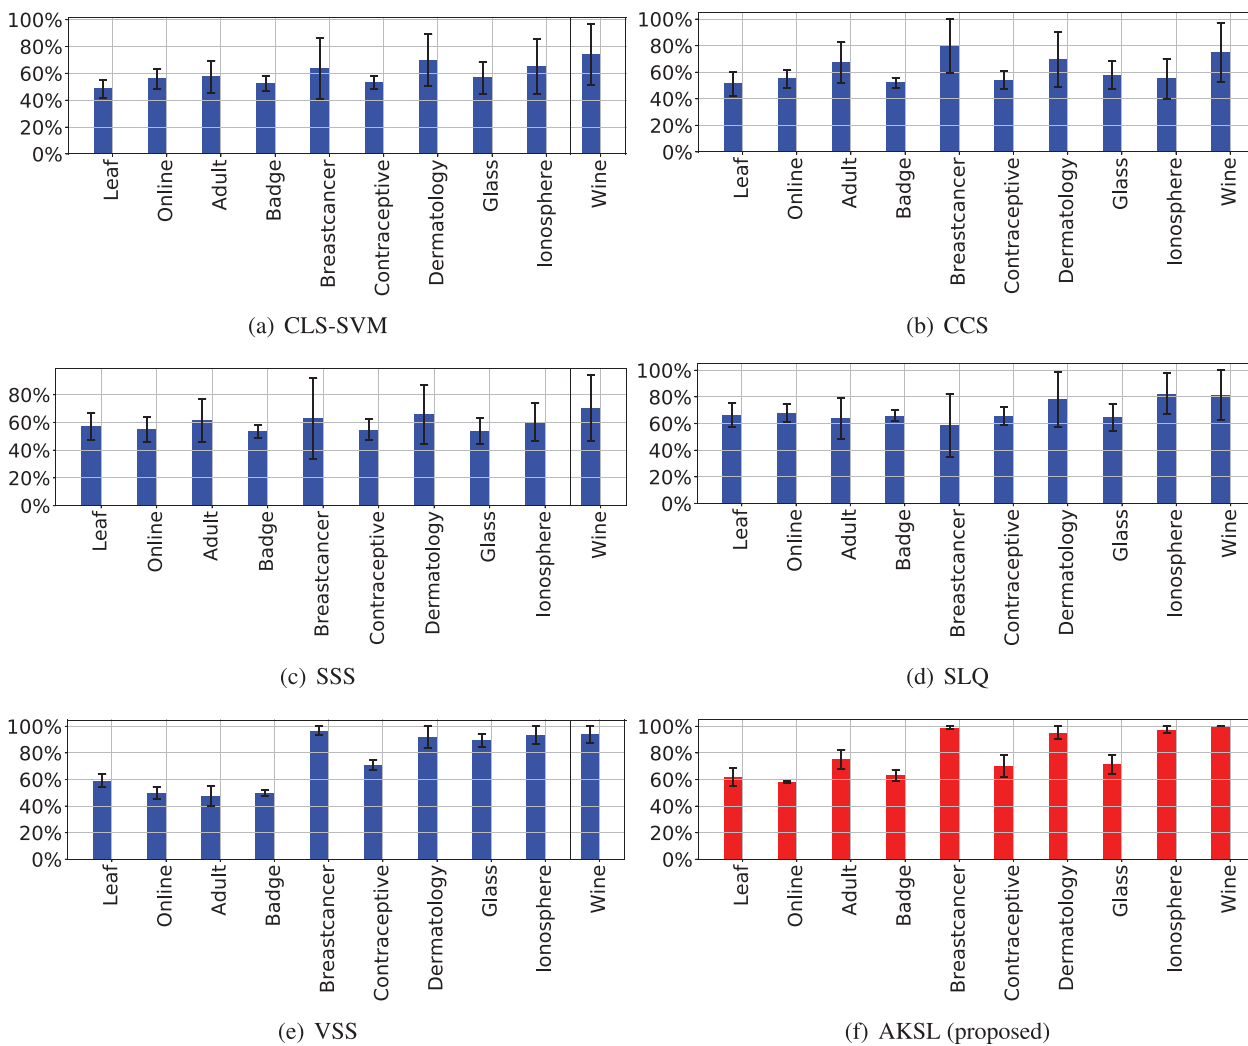 100%
80%
60%
40%
20%
0%
Leaf
Online
Adult
Badge
Breastcancer
Contraceptive
Dermatology
Glass
Ionosphere
Wine
(a) CLS-SVM
100%
80%
60%
40%
20%
0%
Leaf
Online
Adult
Badge
Breastcancer
Contraceptive
Dermatology
Glass
Ionosphere
Wine
(b) CCS
80%
60%
40%
20%
0%
Leaf
Online
Adult
Badge
Breastcancer
Contraceptive
Dermatology
Glass
Ionosphere
Wine
(c) SSS
100%
80%
60%
40%
20%
0%
Leaf
Online
Adult
Badge
Breastcancer
Contraceptive
Dermatology
Glass
Ionosphere
Wine
(d) SLQ
100%
80%
60%
40%
20%
0%
Leaf
Online
Adult
Badge
Breastcancer
Contraceptive
Dermatology
Glass
Ionosphere
Wine
(e) VSS
100%
80%
60%
40%
20%
0%
Leaf
Online
Adult
Badge
Breastcancer
Contraceptive
Dermatology
Glass
Ionosphere
Wine
(f) AKSL (proposed)